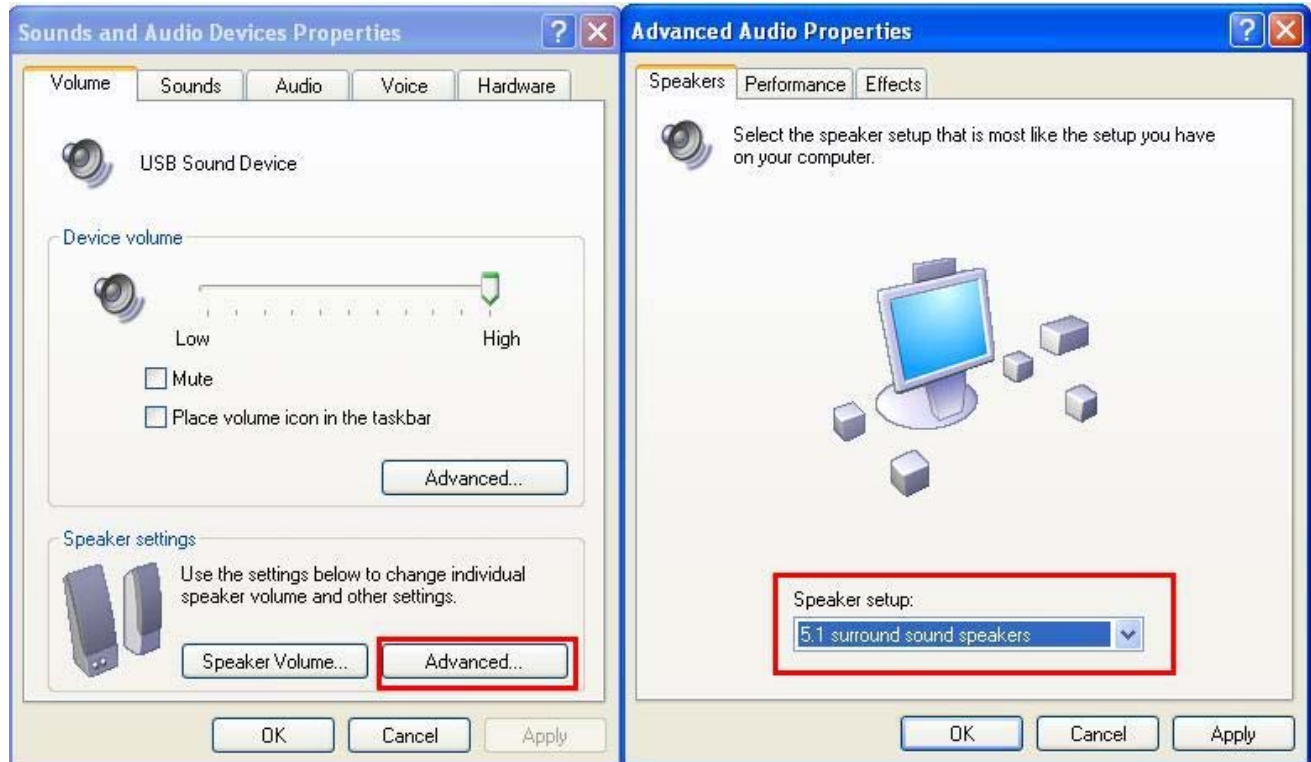 Sounds and Audio Devices Properties
Volume
Sounds
Audio
Voice
Hardware
USB Sound Device
Device volume
Low
High
Mute
Place volume icon in the taskbar
Advanced...
Speaker settings
Use the settings below to change individual
speaker volume and other settings.
Speaker Volume...
Advanced...
OK
Cancel
Apply
Advanced Audio Properties
Speakers
Performance
Effects
Select the speaker setup that is most like the setup you have
on your computer.
Speaker setup:
5.1 surround sound speakers
OK
Cancel
Apply